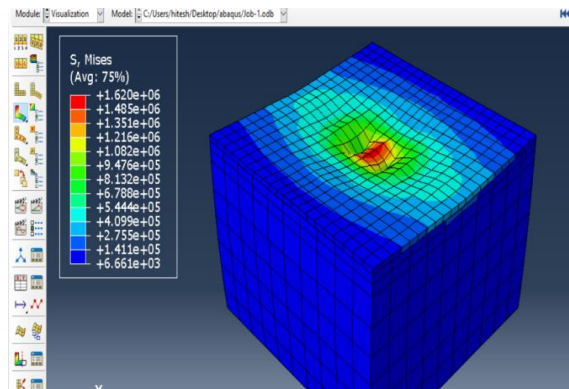 Module: Visualization Model: C:/Users/hitesh/Desktop/abaqus/Job-1.odb
S, Mises
(Avg: 75%)
+1.620e+06
+1.485e+06
+1.351e+06
+1.216e+06
+1.082e+06
+9.476e+05
+8.132e+05
+6.788e+05
+5.444e+05
+4.099e+05
+2.755e+05
+1.411e+05
+6.661e+03